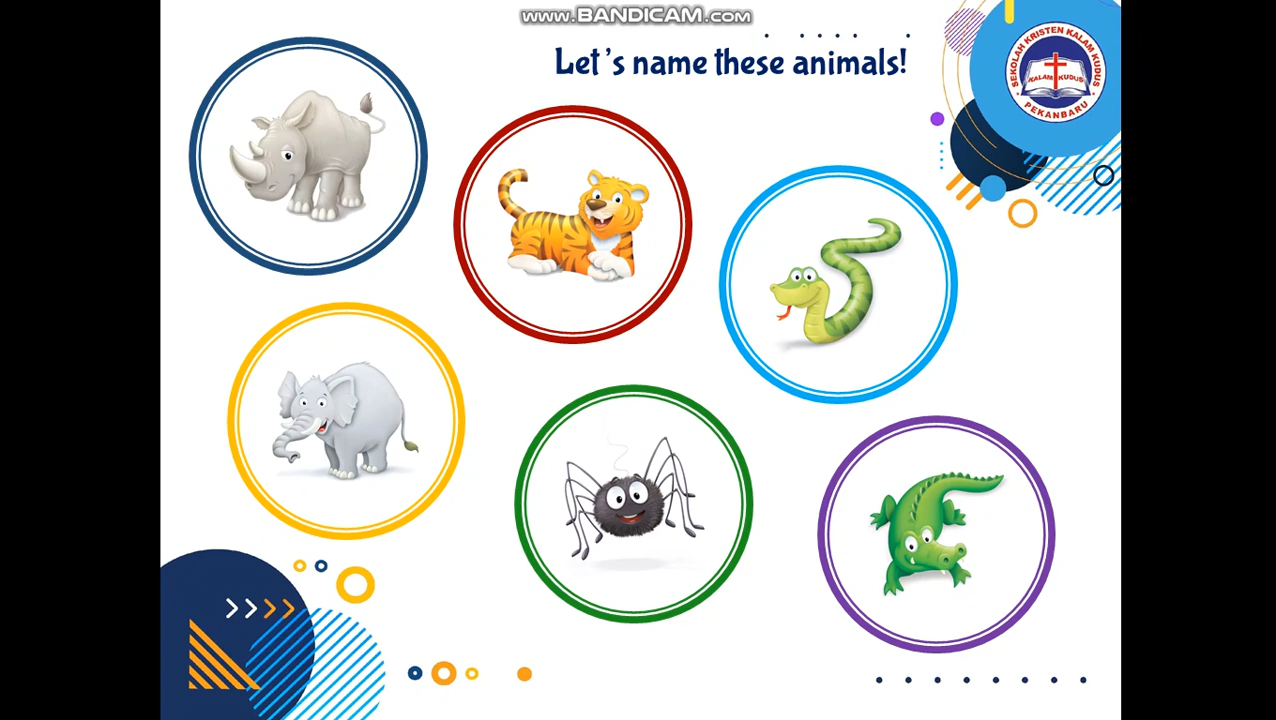 www.BANDICAM.com
Let's name these animals!
SEKOLAH KRISTEN KALAM KUDUS
KALAM KUDUS
PEKANBARU